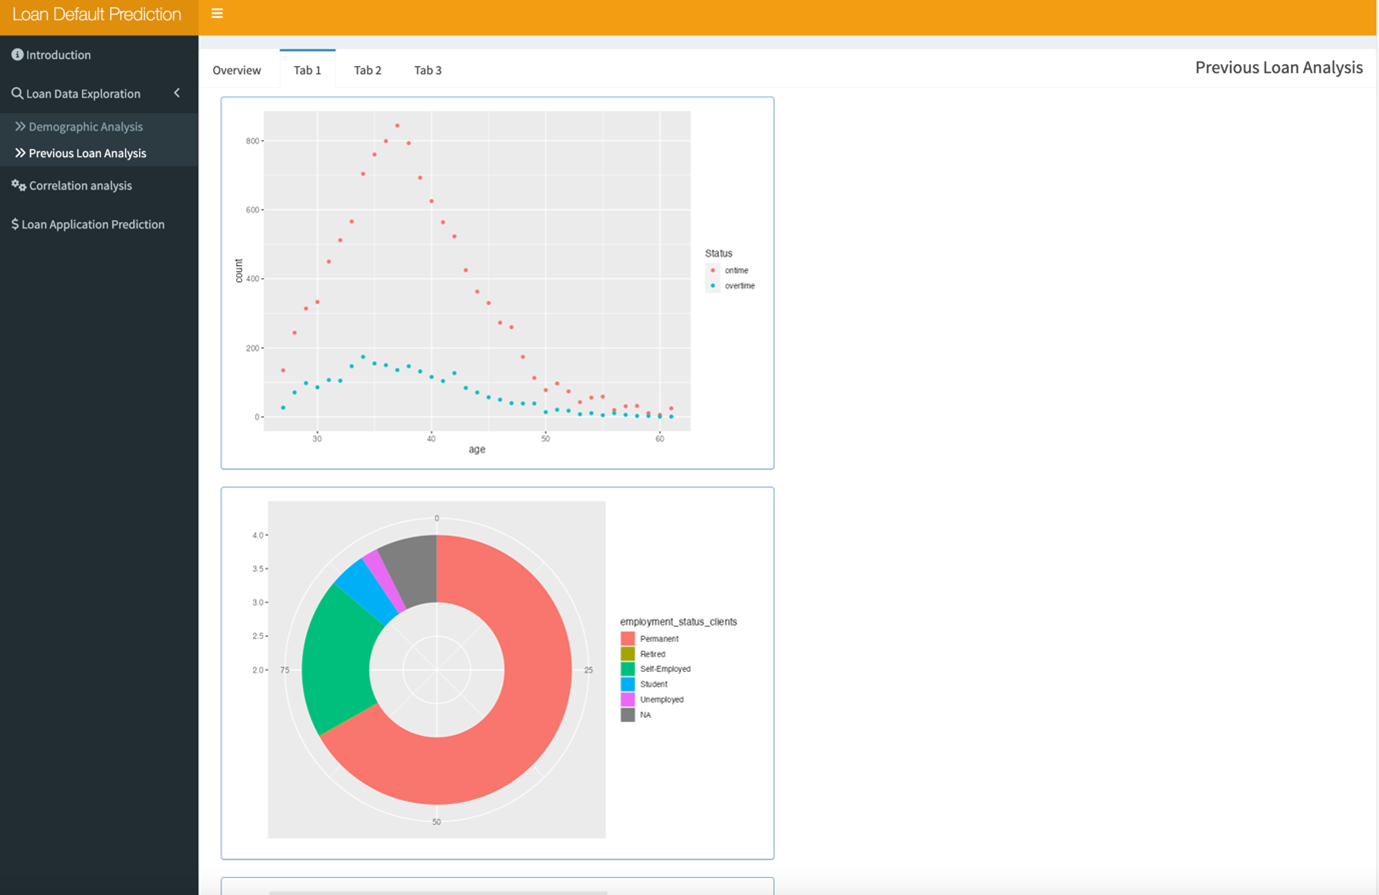 Loan Default Prediction
Introduction
Loan Data Exploration
Demographic Analysis
Previous Loan Analysis
Correlation analysis
$ Loan Application Prediction
Overview Tab 1 Tab 2 Tab 3
Previous Loan Analysis
800
600
400
200
0
count
30 40 50 60
age
Status
ontime
overtime
4.0
3.5
3.0
2.5
2.0
0
75
25
50
employment_status_clients
Permanent
Retired
Self-Employed
Student
Unemployed
NA